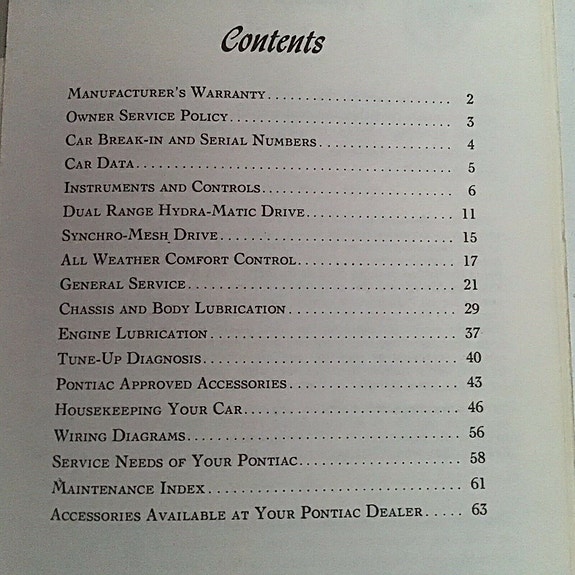 Contents
Manufacturer's Warranty........................ 2
Owner Service Policy............................ 3
Car Break-in and Serial Numbers................. 4
Car Data........................................ 5
Instruments and Controls........................ 6
Dual Range Hydra-Matic Drive.................... 11
Synchro-Mesh Drive.............................. 15
All Weather Comfort Control..................... 17
General Service................................. 21
Chassis and Body Lubrication.................... 29
Engine Lubrication.............................. 37
Tune-Up Diagnosis............................... 40
Pontiac Approved Accessories.................... 43
Housekeeping Your Car........................... 46
Wiring Diagrams................................. 56
Service Needs of Your Pontiac................... 58
Maintenance Index............................... 61
Accessories Available at Your Pontiac Dealer..... 63